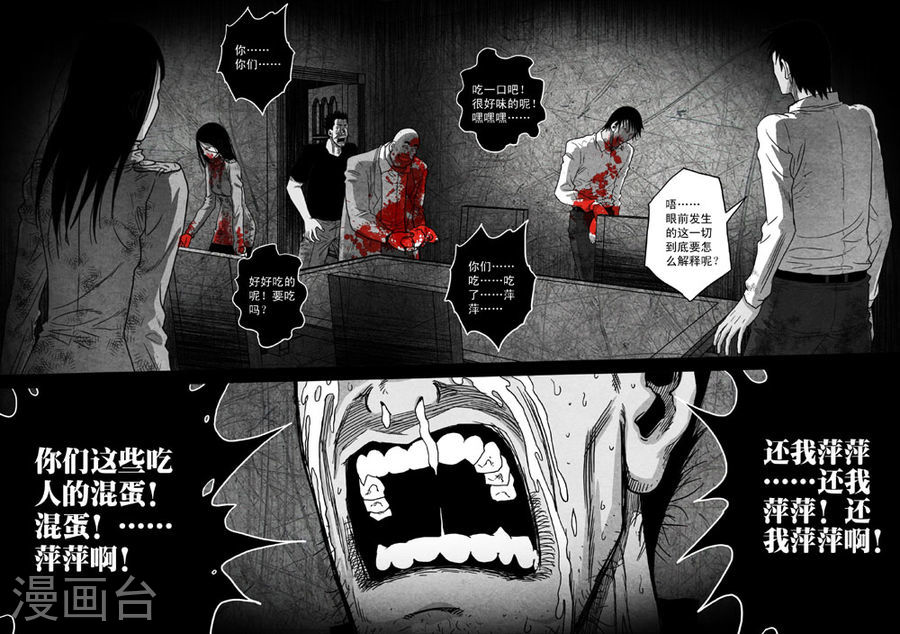 你……
你们……
吃一口吧！
很好味的呢！
嘿嘿嘿……
唔……
眼前发生
的这一切
到底要怎
么解释呢？
好好吃的
呢！要吃
吗？
你们……
吃……吃
了……萍
萍……
你们这些吃
人的混蛋！
混蛋！……
萍萍啊！
还我萍萍
……还我
萍萍！还
我萍萍啊！
漫画台